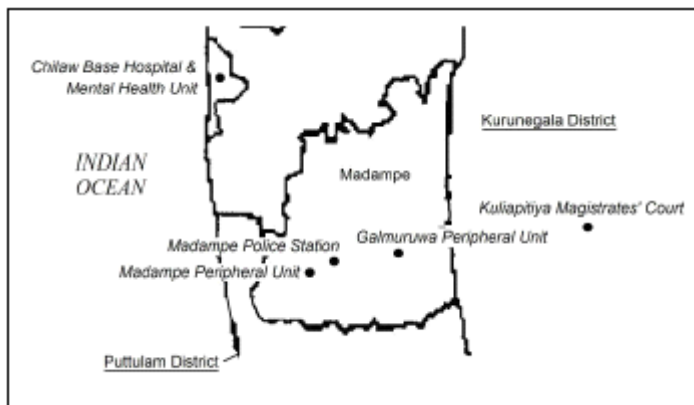 Chilaw Base Hospital &
Mental Health Unit
Kurunegala District
INDIAN
OCEAN
Madampe
Kuliapitiya Magistrates' Court
Madampe Police Station
Galmuruwa Peripheral Unit
Madampe Peripheral Unit
Puttulam District